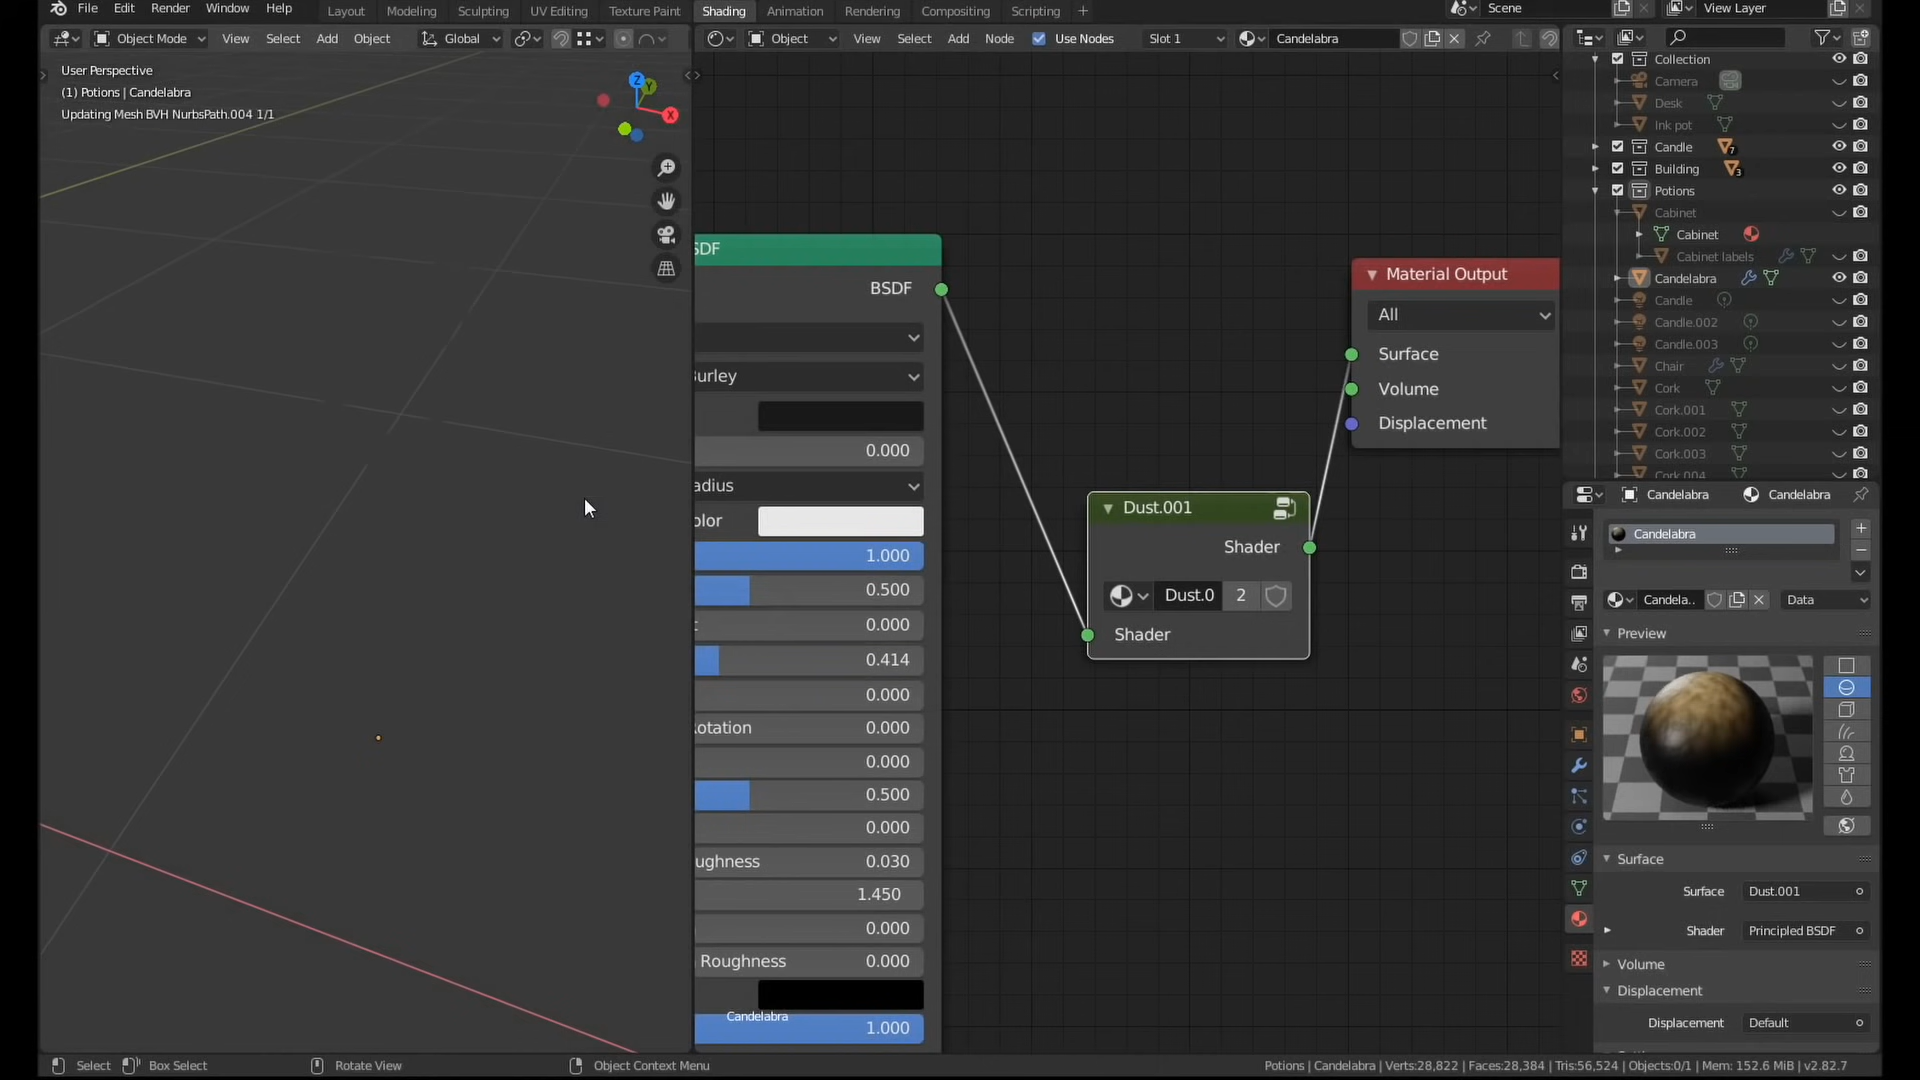 File Edit Render Window Help
Layout Modeling Sculpting UV Editing Texture Paint Shading Animation Rendering Compositing Scripting +
Scene
View Layer
Object Mode View Select Add Object Global
Object View Select Add Node Use Nodes Slot 1 Candelabra
User Perspective
(1) Potions | Candelabra
Updating Mesh BVH NurbsPath.004 1/1
Z
Y
X
SDF
BSDF
Burley
0.000
adius
olor
1.000
0.500
0.000
0.414
0.000
Rotation 0.000
0.000
0.500
0.000
ughness 0.030
1.450
0.000
Roughness 0.000
Candelabra
1.000
Dust.001
Shader
Dust.0 2
Shader
Material Output
All
Surface
Volume
Displacement
Collection
Camera
Desk
Ink pot
Candle 7
Building 3
Potions
Cabinet
Cabinet
Cabinet labels
Candelabra
Candle
Candle.002
Candle.003
Chair
Cork
Cork.001
Cork.002
Cork.003
Cork.004
Candelabra Candelabra
Candelabra
Candela.. Data
Preview
Surface
Surface Dust.001
Shader Principled BSDF
Volume
Displacement
Displacement Default
Select Box Select Rotate View Object Context Menu
Potions | Candelabra | Verts:28,822 | Faces:28,384 | Tris:56,524 | Objects:0/1 | Mem: 152.6 MiB | v2.82.7